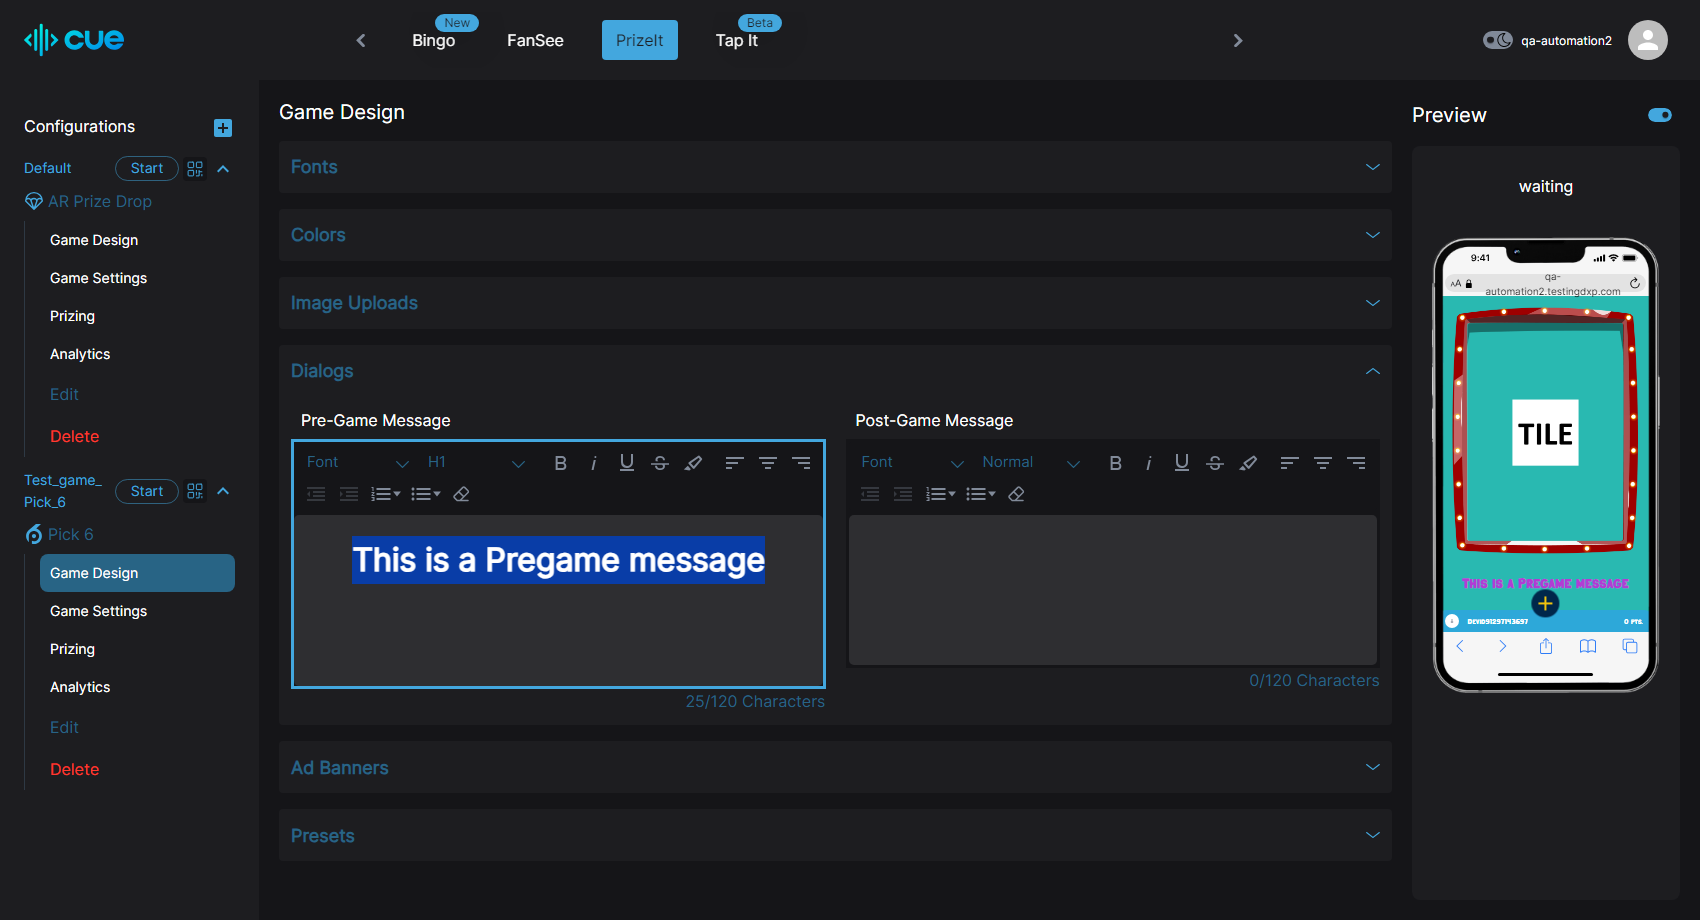 cue
New
Bingo
FanSee
PrizeIt
Beta
Tap It
qa-automation2
Configurations
Default
Start
AR Prize Drop
Game Design
Game Settings
Prizing
Analytics
Edit
Delete
Test_game_
Pick_6
Start
Pick 6
Game Design
Game Settings
Prizing
Analytics
Edit
Delete
Game Design
Fonts
Colors
Image Uploads
Dialogs
Pre-Game Message
Font
H1
B i U S
This is a Pregame message
25/120 Characters
Post-Game Message
Font
Normal
B i U S
0/120 Characters
Ad Banners
Presets
Preview
waiting
9:41
AA
qa-
automation2.testingdxp.com
TILE
This is a Pregame message
0 PTS.